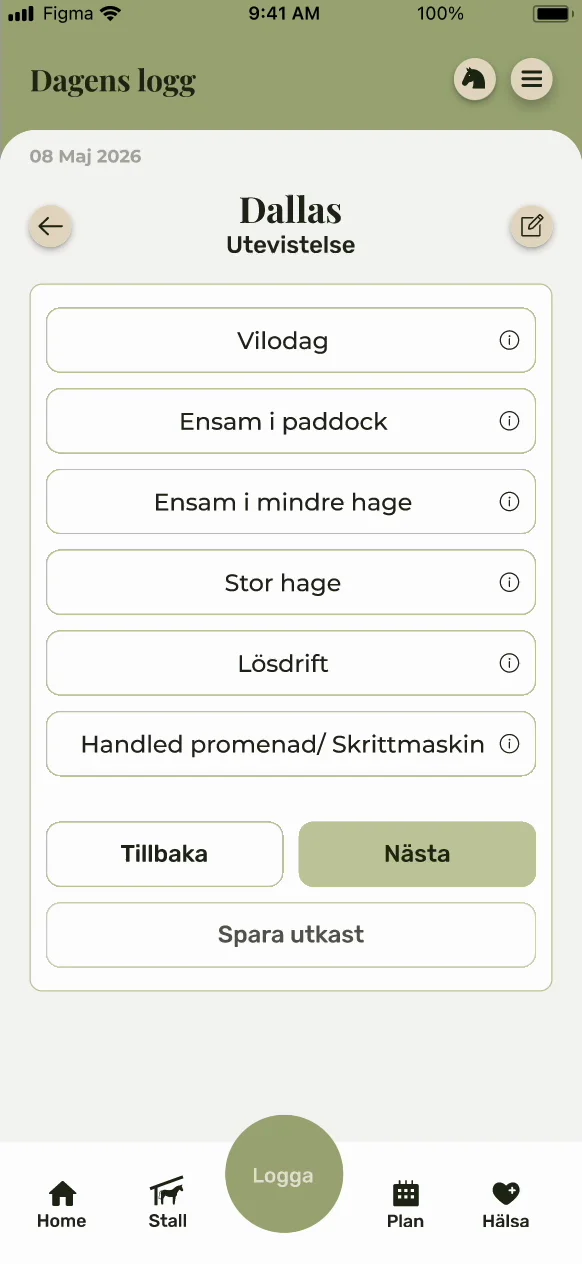 Figma 9:41 AM 100%
Dagens logg
08 Maj 2026
Dallas
Utevistelse
Vilodag
Ensam i paddock
Ensam i mindre hage
Stor hage
Lösdrift
Handled promenad/ Skrittmaskin
Tillbaka Nästa
Spara utkast
Logga
Home Stall Plan Hälsa